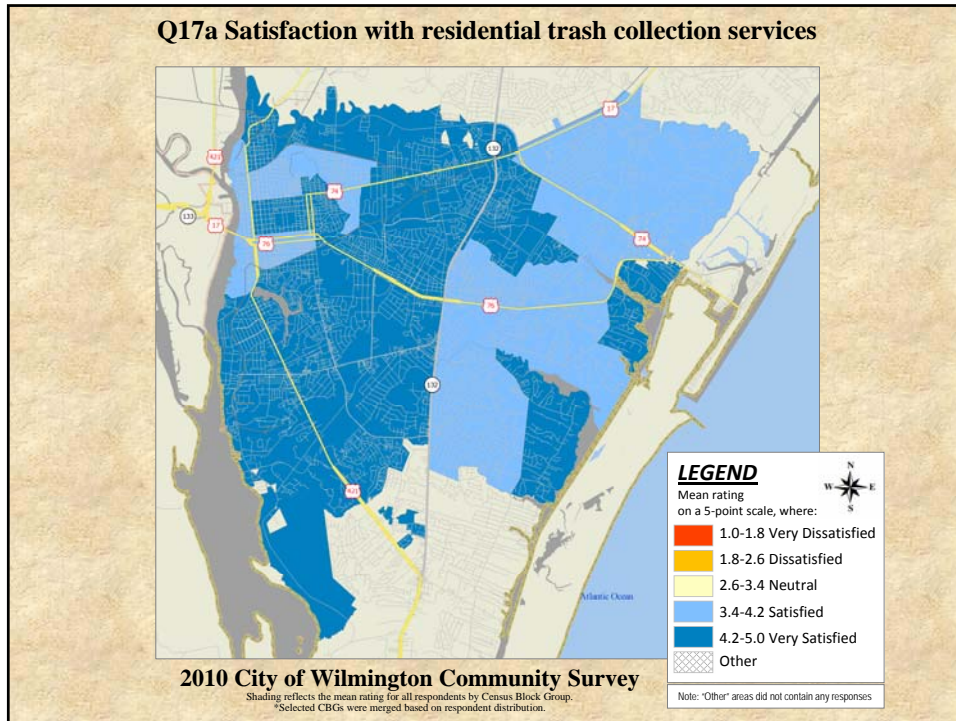 Q17a Satisfaction with residential trash collection services
17
132
421
74
133
17
76
74
76
132
421
Atlantic Ocean
LEGEND
N
W E
S
Mean rating
on a 5-point scale, where:
1.0-1.8 Very Dissatisfied
1.8-2.6 Dissatisfied
2.6-3.4 Neutral
3.4-4.2 Satisfied
4.2-5.0 Very Satisfied
Other
Note: “Other” areas did not contain any responses
2010 City of Wilmington Community Survey
Shading reflects the mean rating for all respondents by Census Block Group.
*Selected CBGs were merged based on respondent distribution.